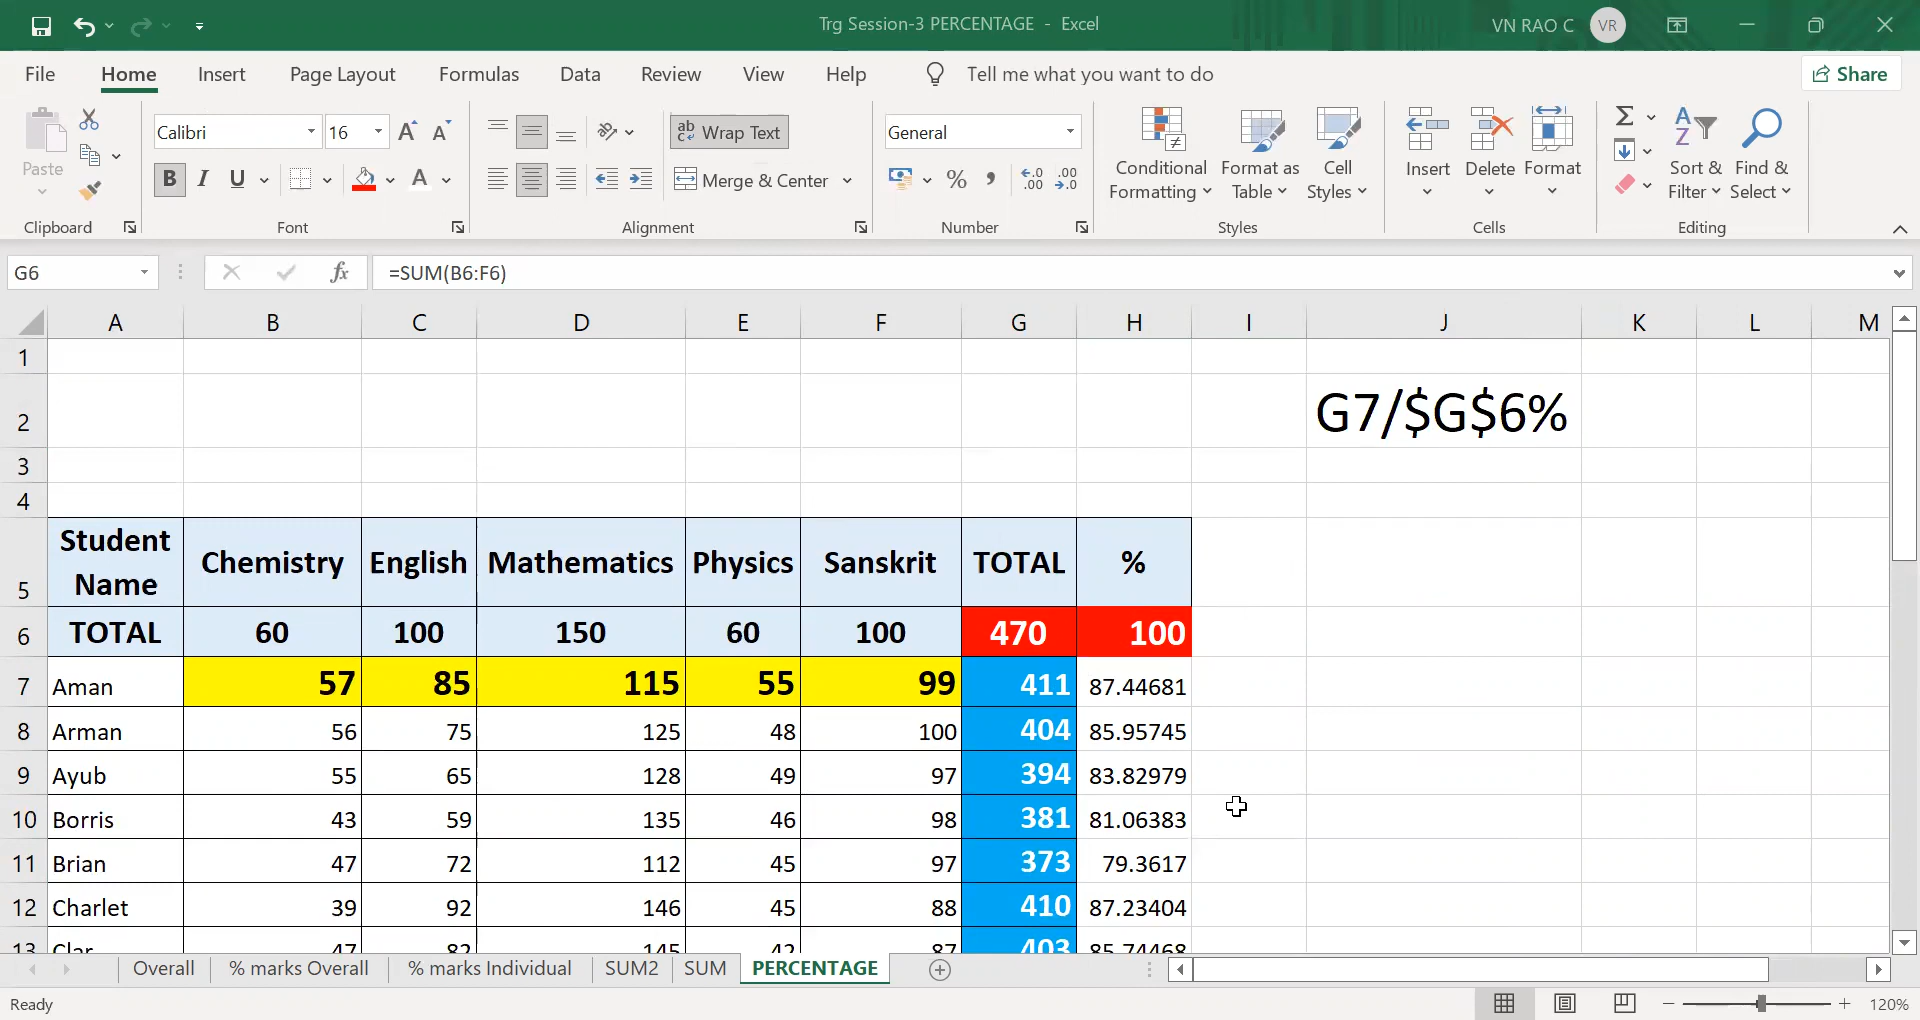 Trg Session-3 PERCENTAGE - Excel
VN RAO C VR
File Home Insert Page Layout Formulas Data Review View Help Tell me what you want to do Share
Calibri 16 A A ab c Wrap Text General
Paste B I U A Merge & Center % , .0 .00 .00 .0
Conditional Formatting Format as Table Cell Styles Insert Delete Format Σ A Z Sort & Filter Find & Select
Clipboard Font Alignment Number Styles Cells Editing
G6 fx =SUM(B6:F6)
A B C D E F G H I J K L M
1
2 G7/$G$6%
3
4
5 Student Name Chemistry English Mathematics Physics Sanskrit TOTAL %
6 TOTAL 60 100 150 60 100 470 100
7 Aman 57 85 115 55 99 411 87.44681
8 Arman 56 75 125 48 100 404 85.95745
9 Ayub 55 65 128 49 97 394 83.82979
10 Borris 43 59 135 46 98 381 81.06383
11 Brian 47 72 112 45 97 373 79.3617
12 Charlet 39 92 146 45 88 410 87.23404
13 Clar 47 82 145 42 87 403 85.74468
Overall % marks Overall % marks Individual SUM2 SUM PERCENTAGE
Ready 120%